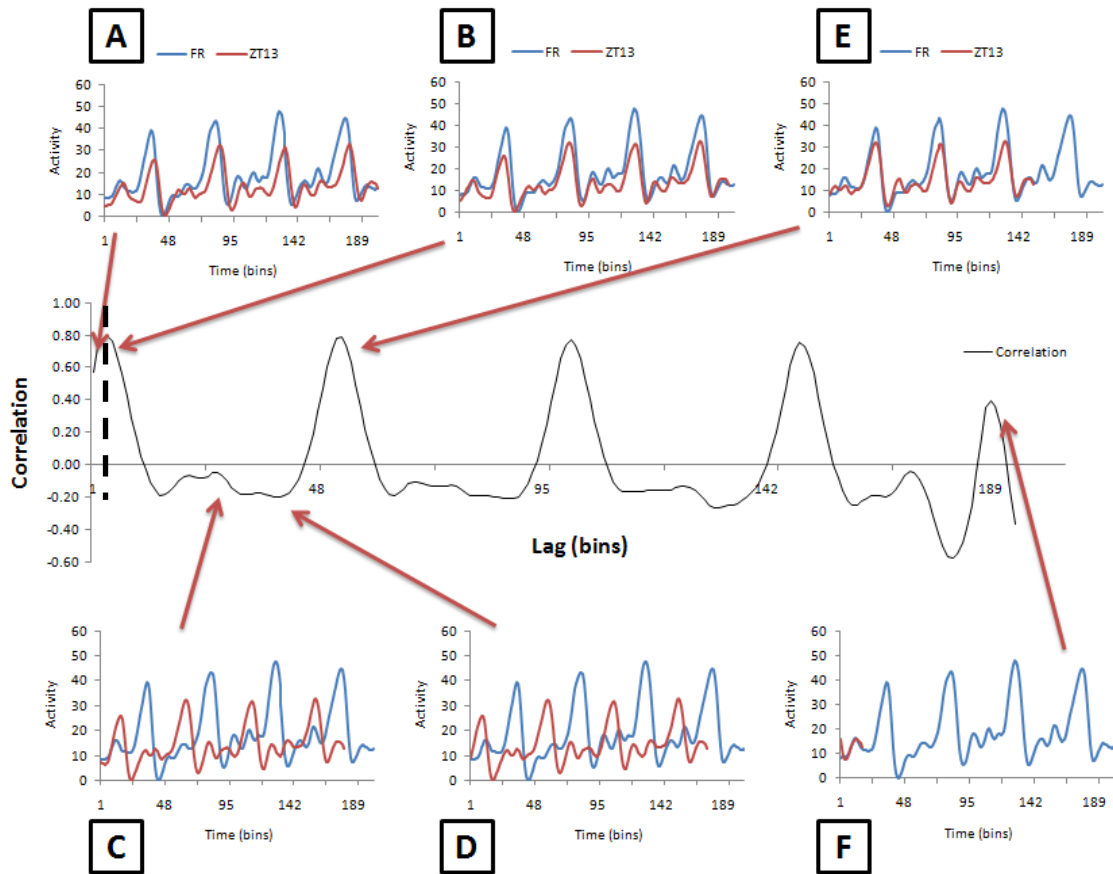 A
FR
ZT13
60
50
40
30
20
10
0
Activity
1 48 95 142 189
Time (bins)
B
FR
ZT13
60
50
40
30
20
10
0
Activity
1 48 95 142 189
Time (bins)
E
FR
ZT13
60
50
40
30
20
10
0
Activity
1 48 95 142 189
Time (bins)
1.00
0.80
0.60
0.40
0.20
0.00
-0.20
-0.40
-0.60
Correlation
1 48 95 142 189
Lag (bins)
Correlation
60
50
40
30
20
10
0
Activity
1 48 95 142 189
Time (bins)
C
60
50
40
30
20
10
0
Activity
1 48 95 142 189
Time (bins)
D
60
50
40
30
20
10
0
Activity
1 48 95 142 189
Time (bins)
F